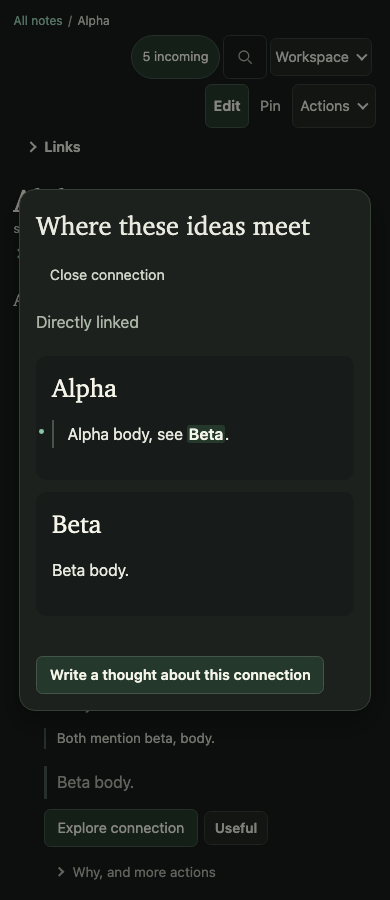 All notes / Alpha
5 incoming
Workspace
Edit
Pin
Actions
Links
Where these ideas meet
Close connection
Directly linked
Alpha
Alpha body, see Beta.
Beta
Beta body.
Write a thought about this connection
Both mention beta, body.
Beta body.
Explore connection
Useful
Why, and more actions